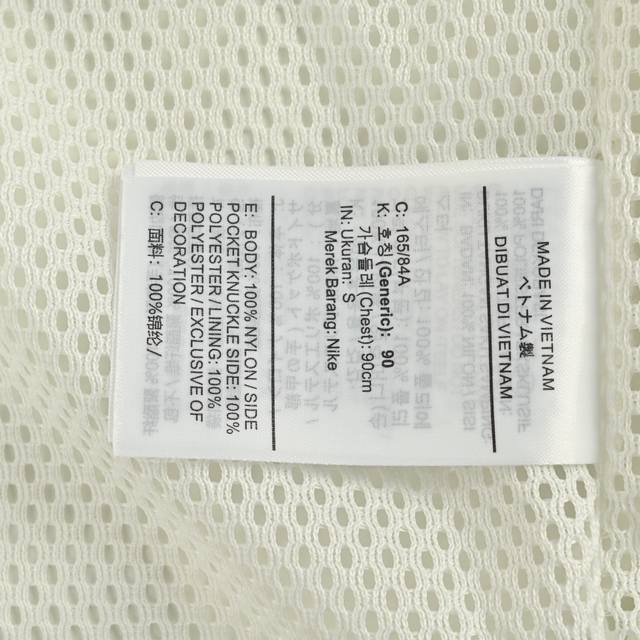 MADE IN VIETNAM
ベトナム製
DIBUAT DI VIETNAM
C: 165/84A
K: 호칭(Generic): 90
가슴둘레 (Chest): 90cm
IN: Ukuran: S
Merek Barang: Nike
E: BODY: 100% NYLON / SIDE
POCKET KNUCKLE SIDE: 100%
POLYESTER / LINING: 100%
POLYESTER / EXCLUSIVE OF
DECORATION
C: 面料: 100%锦纶 /